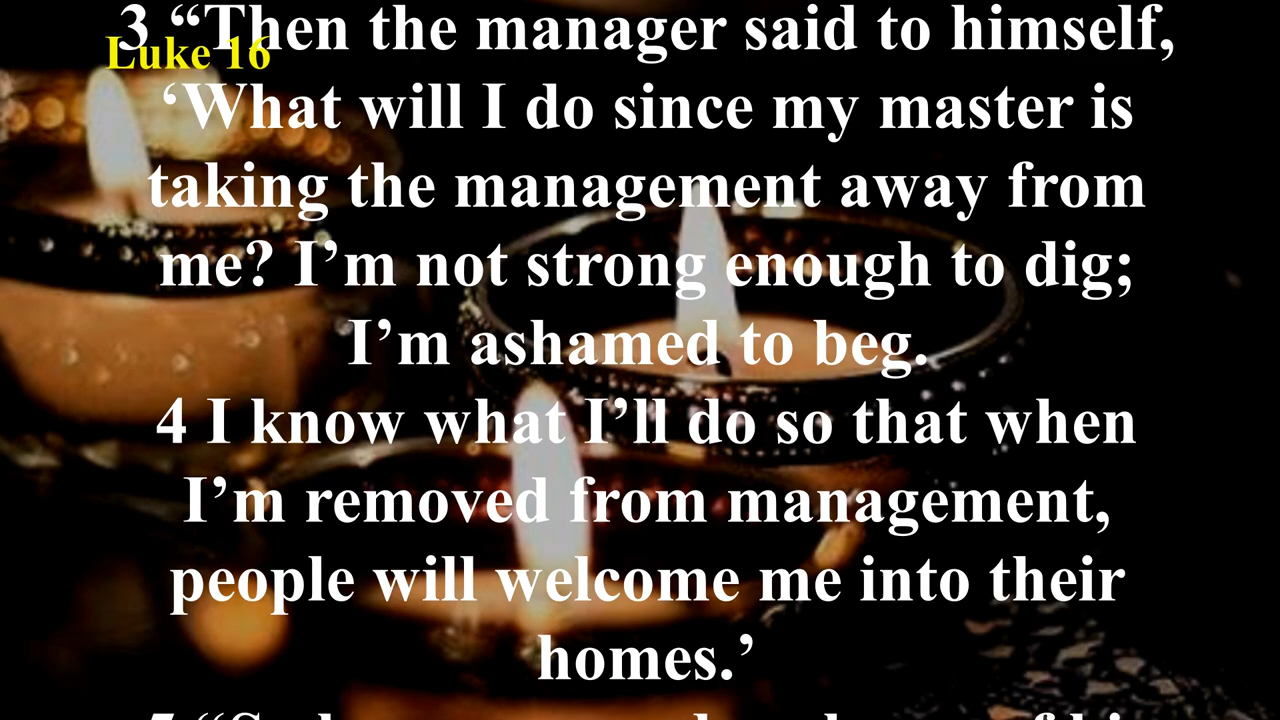 3 “Then the manager said to himself,
Luke 16
‘What will I do since my master is
taking the management away from
me? I’m not strong enough to dig;
I’m ashamed to beg.
4 I know what I’ll do so that when
I’m removed from management,
people will welcome me into their
homes.’